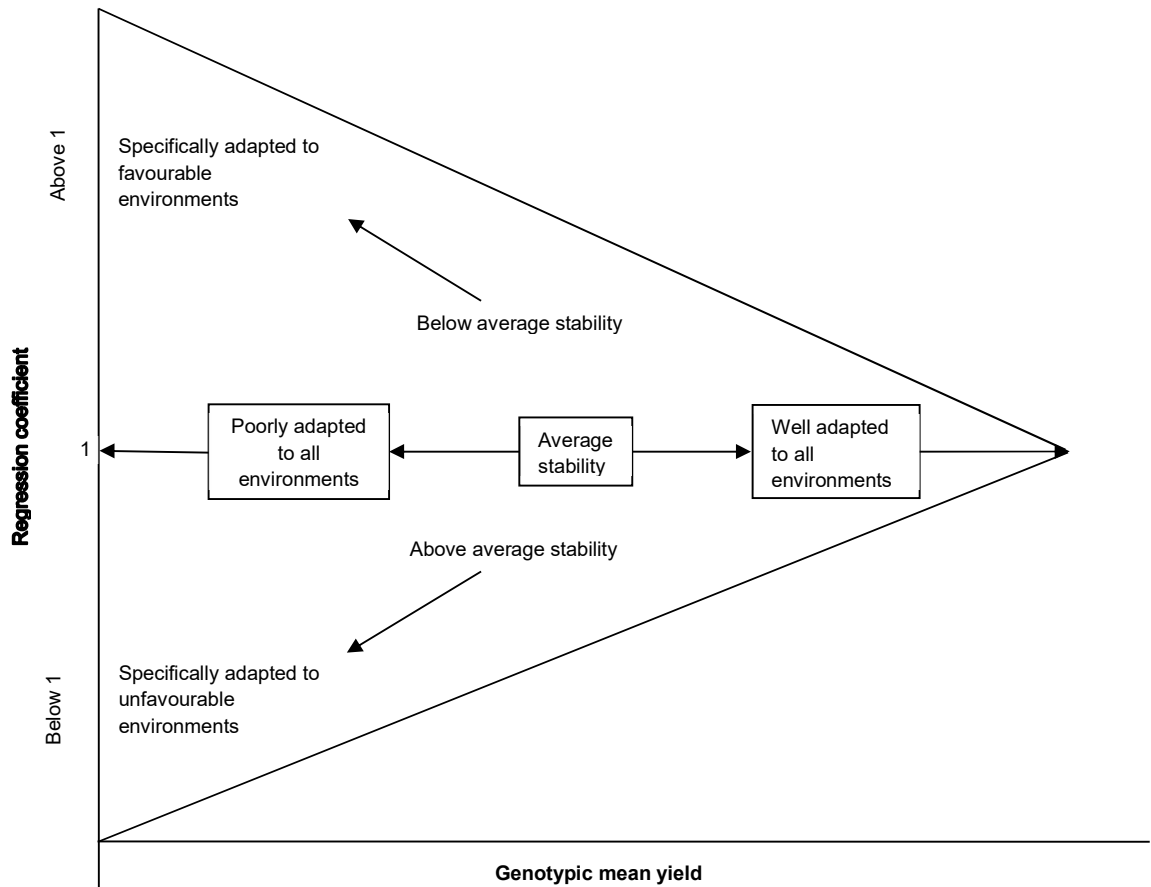 Above 1
Specifically adapted to
favourable
environments
Below average stability
Regression coefficient
1
Poorly adapted
to all
environments
Average
stability
Well adapted
to all
environments
Above average stability
Below 1
Specifically adapted to
unfavourable
environments
Genotypic mean yield